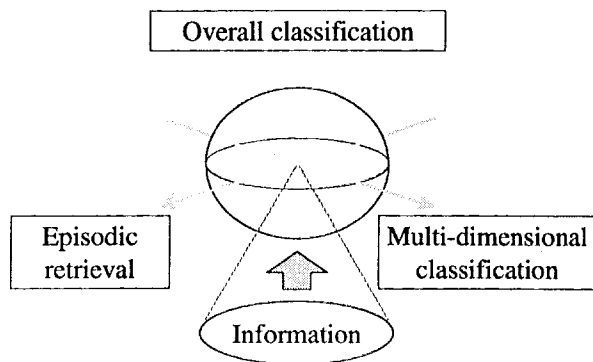 Overall classification
Episodic
retrieval
Multi-dimensional
classification
Information